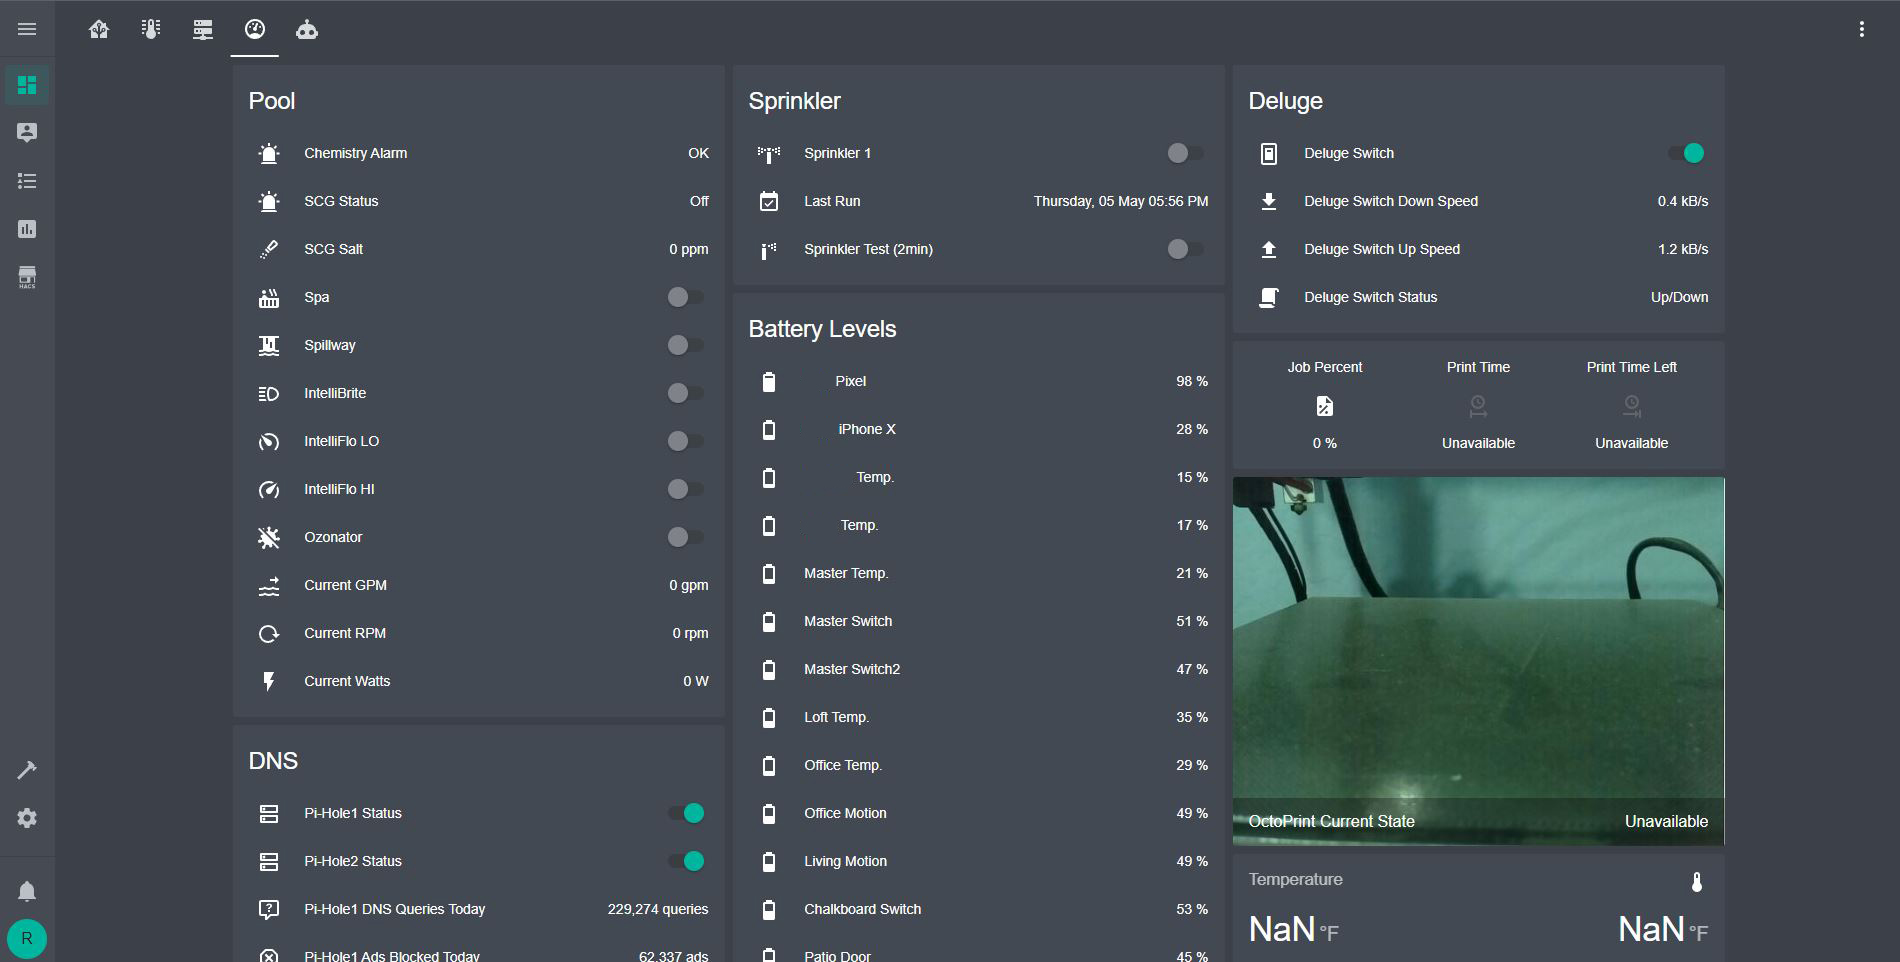 HACS
R
Pool
Chemistry Alarm OK
SCG Status Off
SCG Salt 0 ppm
Spa
Spillway
IntelliBrite
IntelliFlo LO
IntelliFlo HI
Ozonator
Current GPM 0 gpm
Current RPM 0 rpm
Current Watts 0 W
DNS
Pi-Hole1 Status
Pi-Hole2 Status
Pi-Hole1 DNS Queries Today 229,274 queries
Pi-Hole1 Ads Blocked Today 62,337 ads
Sprinkler
Sprinkler 1
Last Run Thursday, 05 May 05:56 PM
Sprinkler Test (2min)
Battery Levels
Pixel 98 %
iPhone X 28 %
Temp. 15 %
Temp. 17 %
Master Temp. 21 %
Master Switch 51 %
Master Switch2 47 %
Loft Temp. 35 %
Office Temp. 29 %
Office Motion 49 %
Living Motion 49 %
Chalkboard Switch 53 %
Patio Door 45 %
Deluge
Deluge Switch
Deluge Switch Down Speed 0.4 kB/s
Deluge Switch Up Speed 1.2 kB/s
Deluge Switch Status Up/Down
Job Percent Print Time Print Time Left
0 % Unavailable Unavailable
OctoPrint Current State Unavailable
Temperature
NaN °F NaN °F